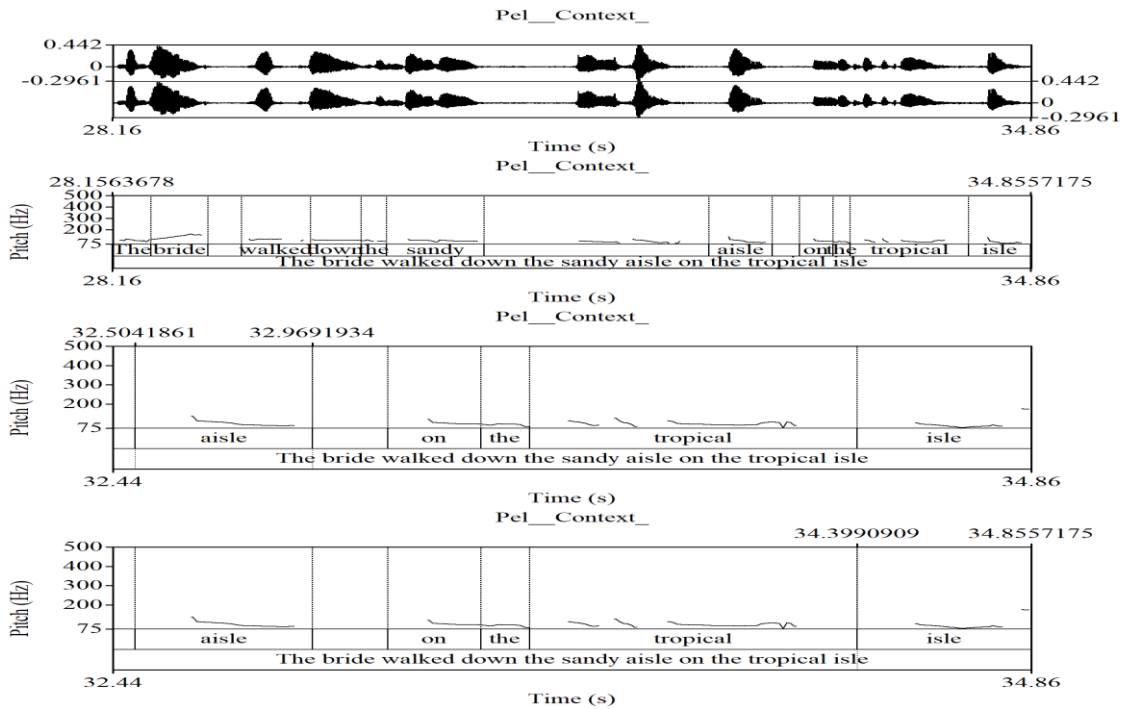 Pel__Context_
0.442
0
-0.2961 0.442
0
-0.2961
28.16 34.86
Time (s)
Pel__Context_
28.1563678 34.8557175
500
400
300
200
75
Pitch (Hz)
The bride walked down the sandy aisle on the tropical isle
The bride walked down the sandy aisle on the tropical isle
28.16 34.86
Time (s)
Pel__Context_
32.5041861 32.9691934
500
400
300
200
75
Pitch (Hz)
aisle on the tropical isle
The bride walked down the sandy aisle on the tropical isle
32.44 34.86
Time (s)
Pel__Context_
34.3990909 34.8557175
500
400
300
200
75
Pitch (Hz)
aisle on the tropical isle
The bride walked down the sandy aisle on the tropical isle
32.44 34.86
Time (s)